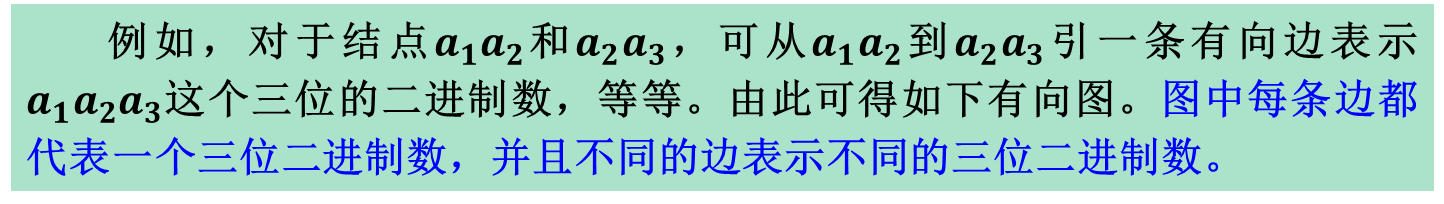 例如，对于结点a₁a₂和a₂a₃，可从a₁a₂到a₂a₃引一条有向边表示
a₁a₂a₃这个三位的二进制数，等等。由此可得如下有向图。图中每条边都
代表一个三位二进制数，并且不同的边表示不同的三位二进制数。